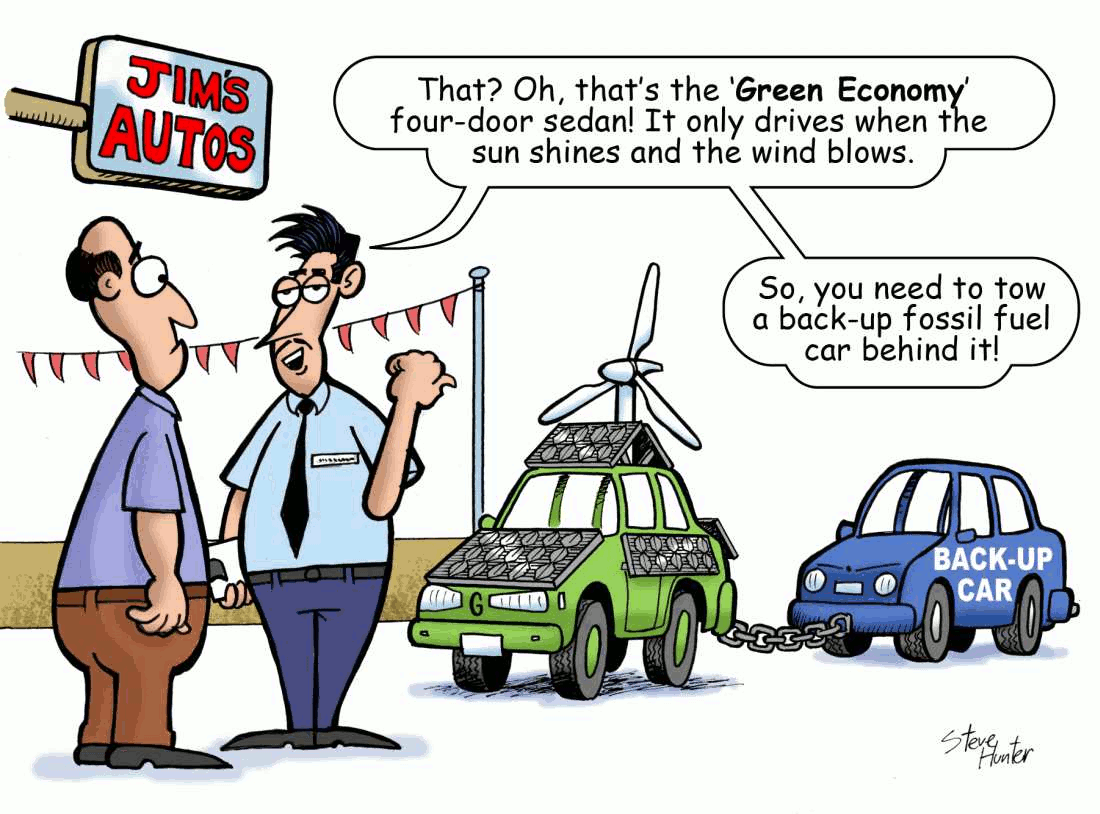 JIM'S
AUTOS
That? Oh, that's the 'Green Economy'
four-door sedan! It only drives when the
sun shines and the wind blows.
So, you need to tow
a back-up fossil fuel
car behind it!
G
BACK-UP
CAR
Steve
Hunter